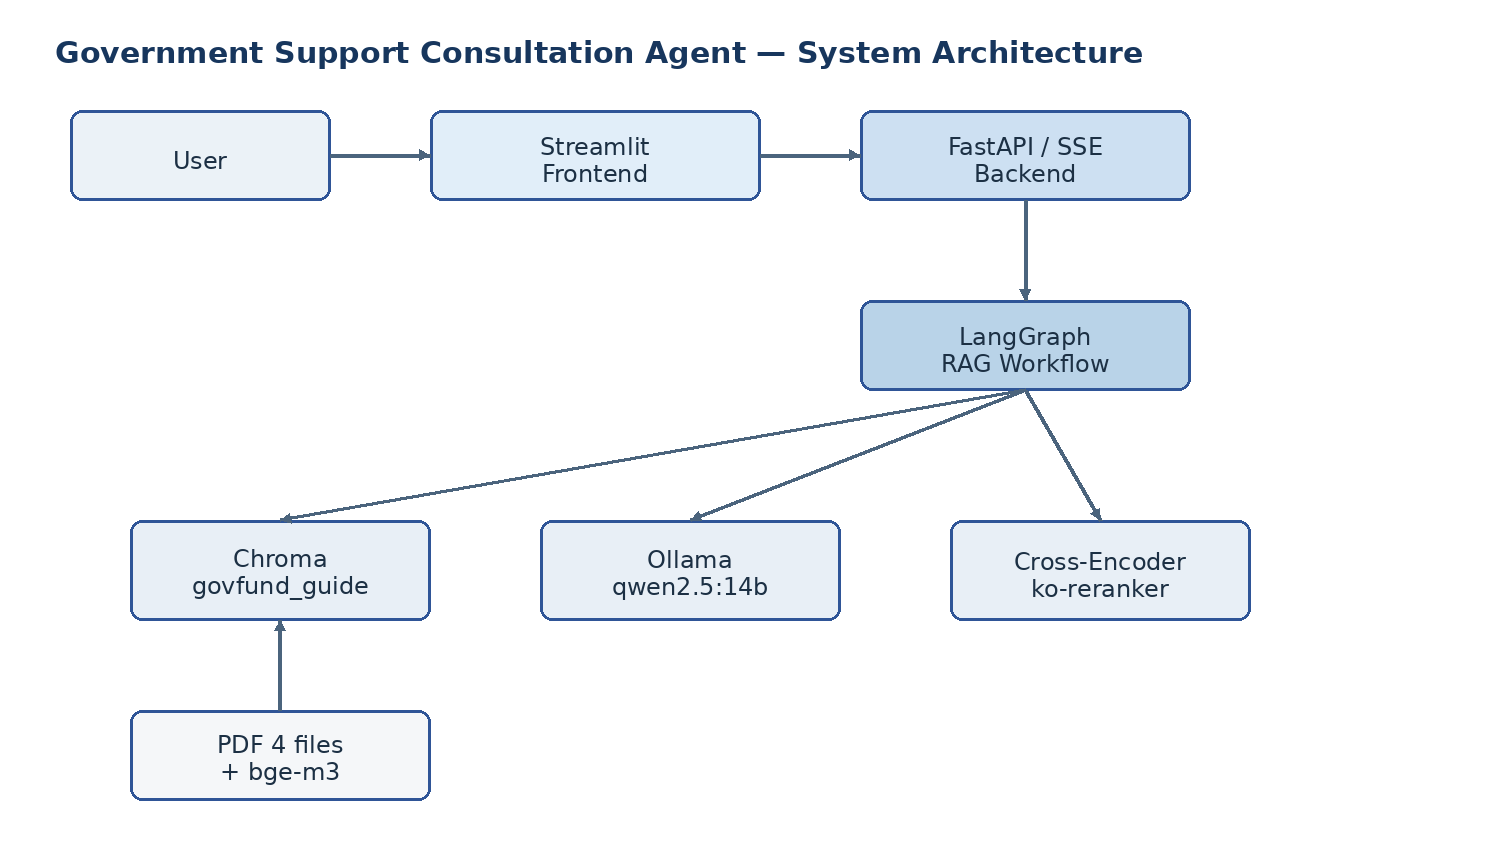 Government Support Consultation Agent — System Architecture
User
Streamlit
Frontend
FastAPI / SSE
Backend
LangGraph
RAG Workflow
Chroma
govfund_guide
Ollama
qwen2.5:14b
Cross-Encoder
ko-reranker
PDF 4 files
+ bge-m3